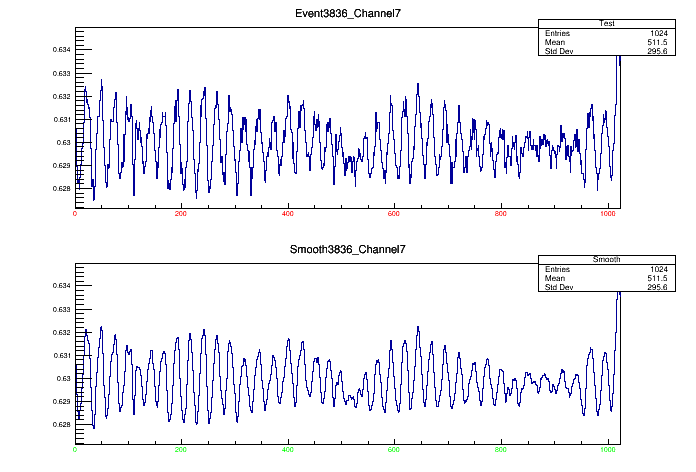 Event3836_Channel7
Test
Entries 1024
Mean 511.5
Std Dev 295.6
0.634
0.633
0.632
0.631
0.63
0.629
0.628
0 200 400 600 800 1000
Smooth3836_Channel7
Smooth
Entries 1024
Mean 511.5
Std Dev 295.6
0.634
0.633
0.632
0.631
0.63
0.629
0.628
0 200 400 600 800 1000